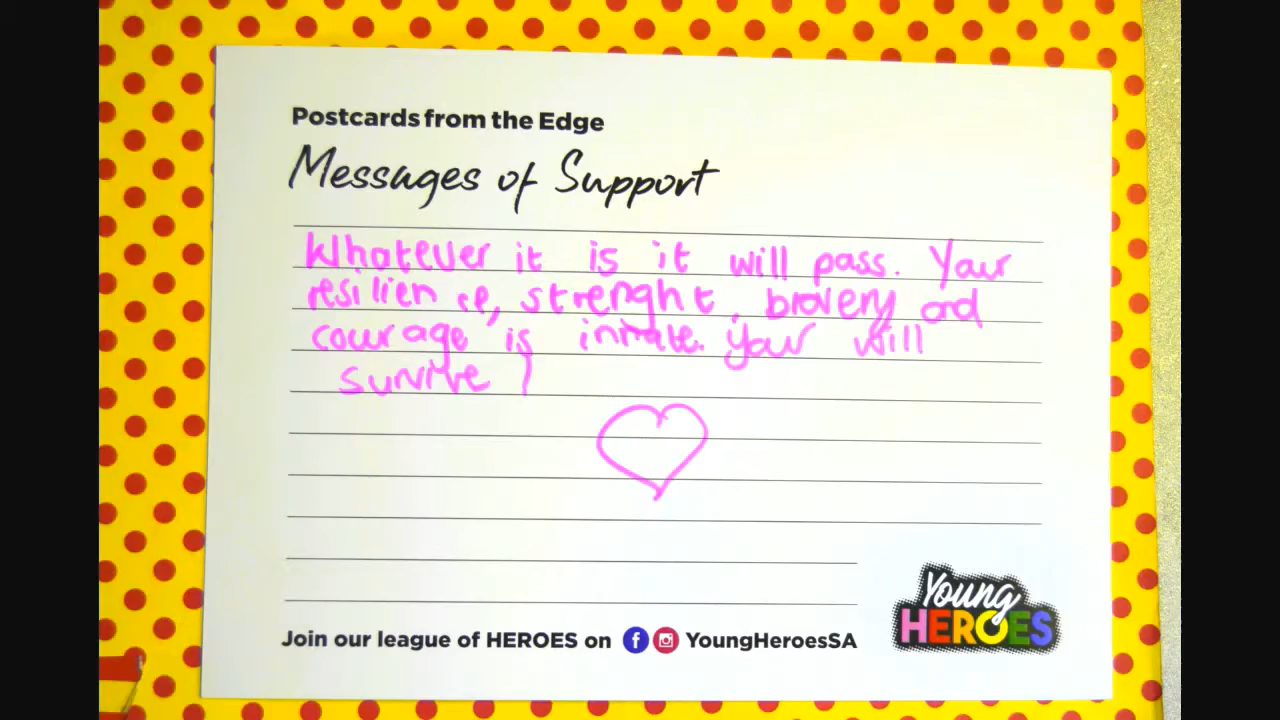 Postcards from the Edge
Messages of Support
Whatever it is it will pass. Your
resilience, strenght, bravery and
courage is innate. Your will
survive!
Join our league of HEROES on YoungHeroesSA
Young
HEROES